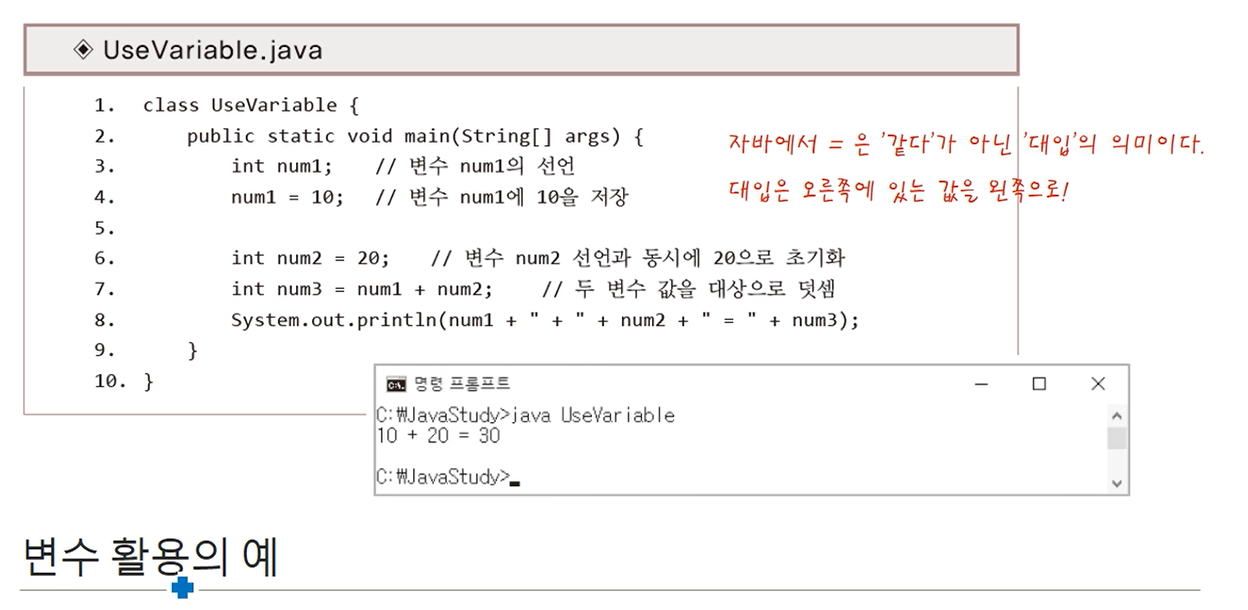 ◈ UseVariable.java
1. class UseVariable {
2. public static void main(String[] args) {
자바에서 = 은 '같다'가 아닌 '대입'의 의미이다.
3. int num1; // 변수 num1의 선언
4. num1 = 10; // 변수 num1에 10을 저장
대입은 오른쪽에 있는 값을 왼쪽으로!
5.
6. int num2 = 20; // 변수 num2 선언과 동시에 20으로 초기화
7. int num3 = num1 + num2; // 두 변수 값을 대상으로 덧셈
8. System.out.println(num1 + " + " + num2 + " = " + num3);
9. }
10. }
명령 프롬프트
C:₩JavaStudy>java UseVariable
10 + 20 = 30
C:₩JavaStudy>
변수 활용의 예